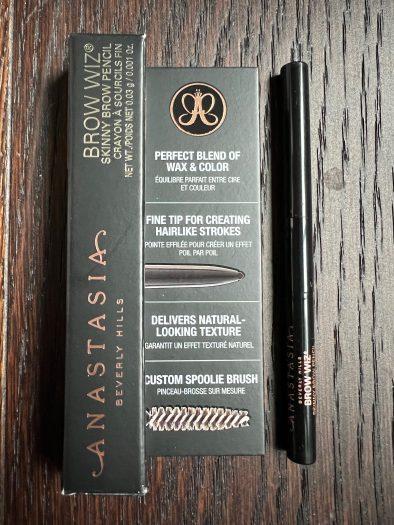 BROW WIZ®
SKINNY BROW PENCIL
CRAYON À SOURCILS FIN
NET WT./POIDS NET 0.03 g / 0.001 Oz.
ANASTASIA
BEVERLY HILLS
PERFECT BLEND OF
WAX & COLOR
ÉQUILIBRE PARFAIT ENTRE CIRE
ET COULEUR
FINE TIP FOR CREATING
HAIRLIKE STROKES
POINTE EFFILÉE POUR CRÉER UN EFFET
POIL PAR POIL
DELIVERS NATURAL-
LOOKING TEXTURE
GARANTIT UN EFFET TEXTURÉ NATUREL
CUSTOM SPOOLIE BRUSH
PINCEAU-BROSSE SUR MESURE
ANASTASIA
BEVERLY HILLS
BROW WIZ®